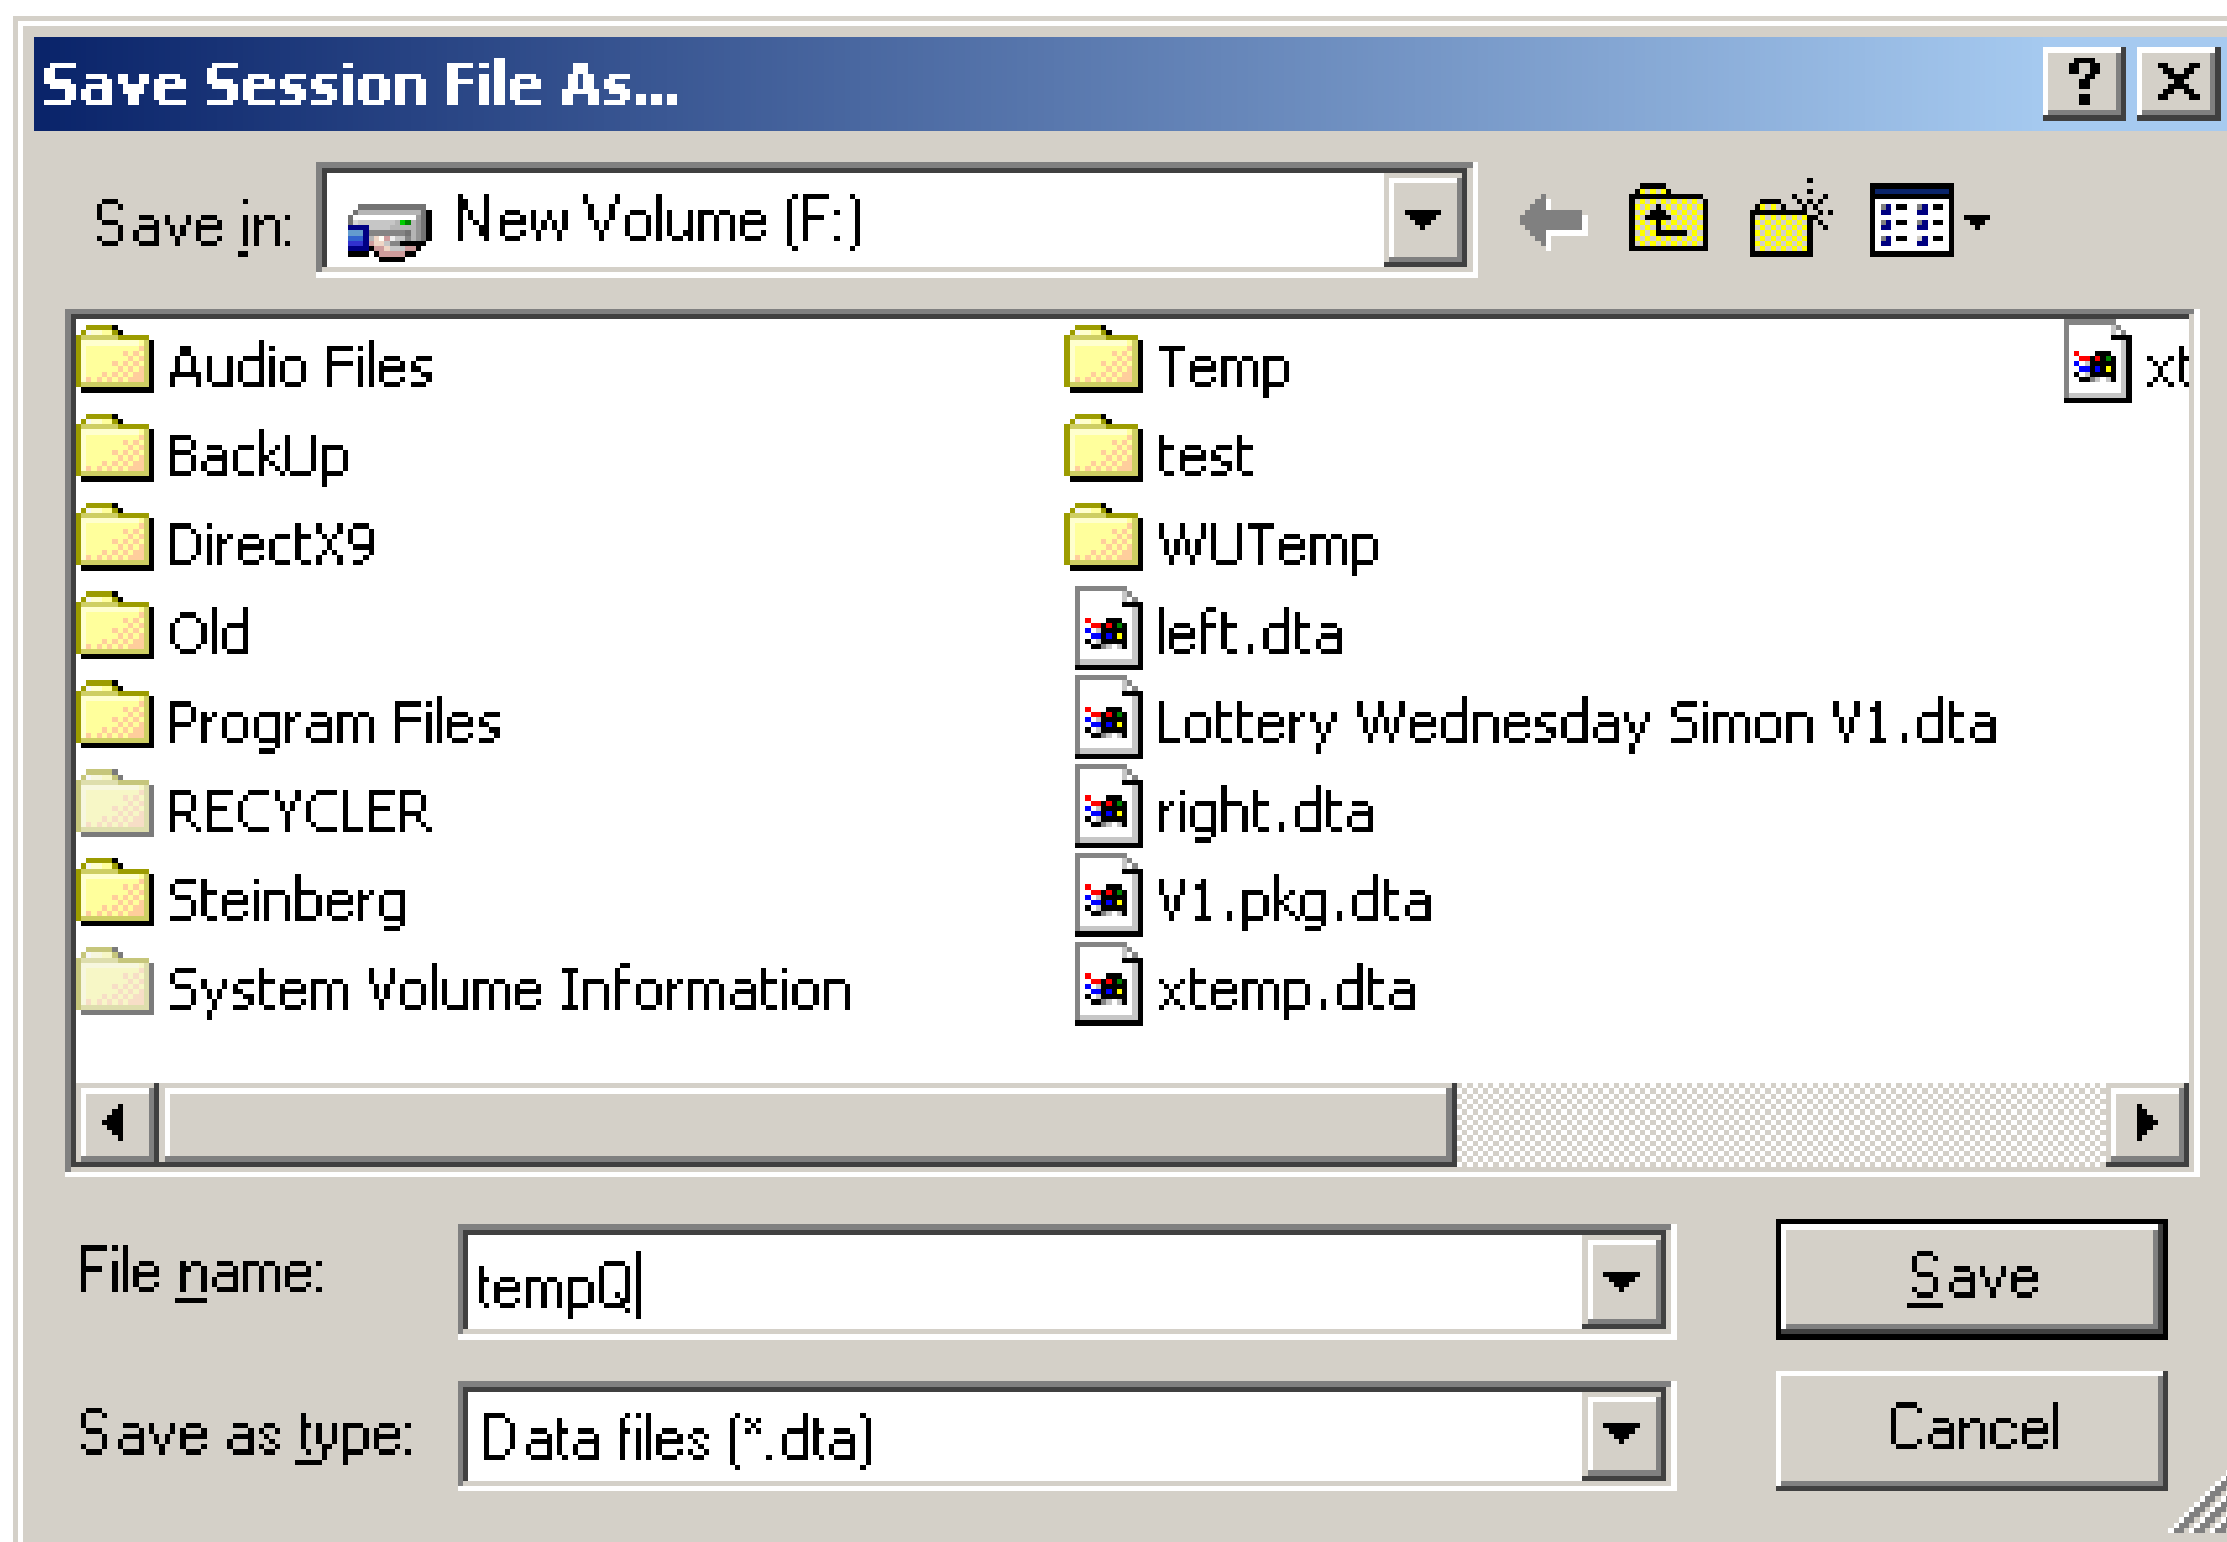 Save Session File As...
Save in: New Volume (F:)
Audio Files
BackUp
DirectX9
Old
Program Files
RECYCLER
Steinberg
System Volume Information
Temp
test
WUTemp
left.dta
Lottery Wednesday Simon V1.dta
right.dta
V1.pkg.dta
xtemp.dta
xt
File name: tempQ
Save
Save as type: Data files (*.dta)
Cancel